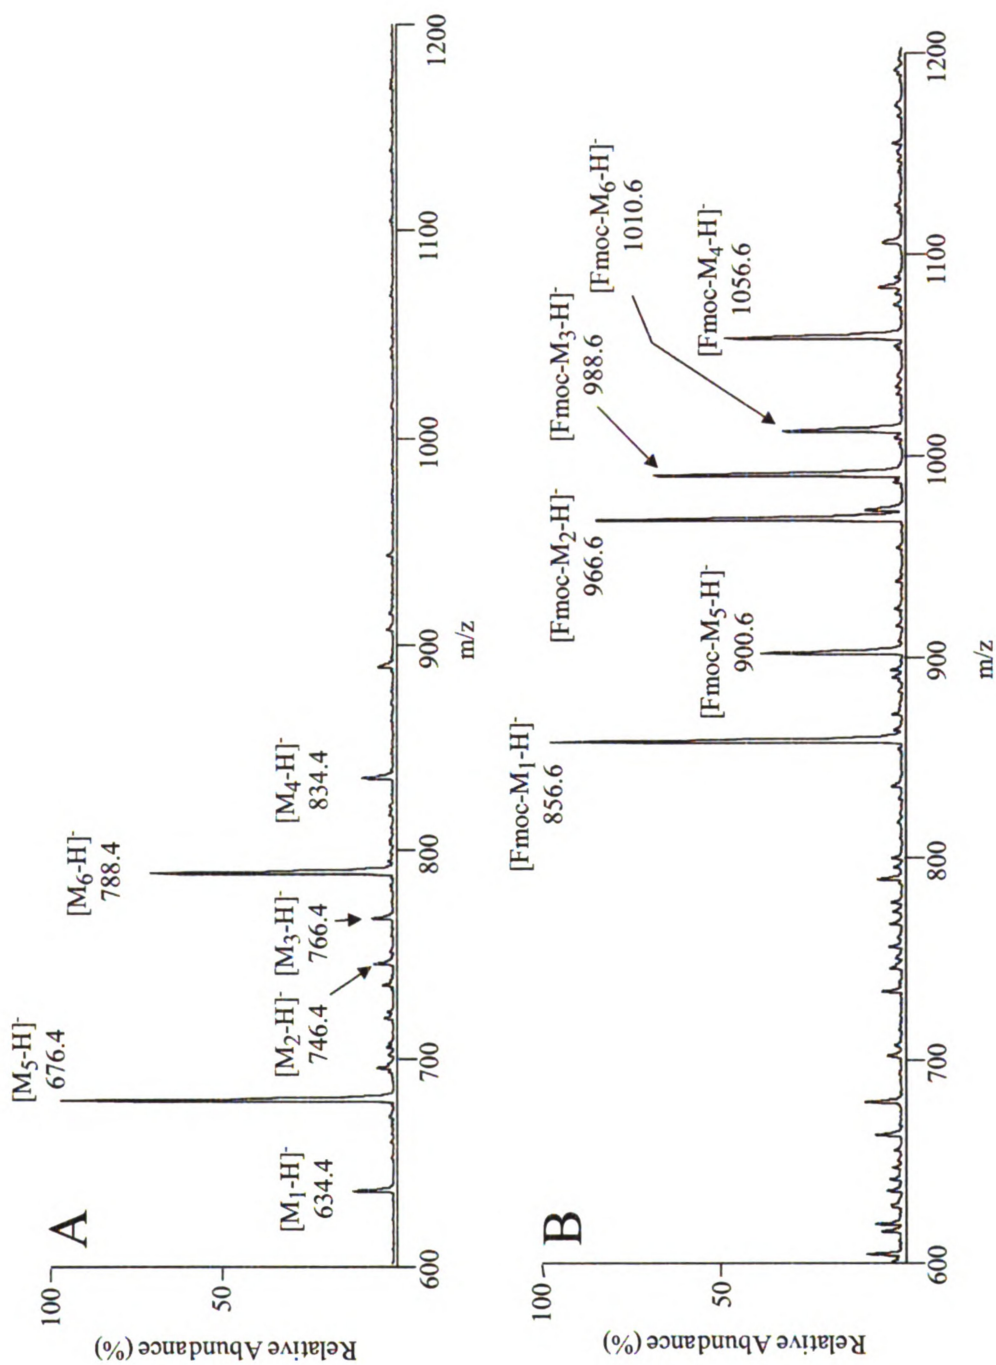 A
Relative Abundance (%)
100
50
[M5-H]-
676.4
[M6-H]-
788.4
[M1-H]-
634.4
[M2-H]-
746.4
[M3-H]-
766.4
[M4-H]-
834.4
600
700
800
900
1000
1100
1200
m/z
B
Relative Abundance (%)
100
50
[Fmoc-M1-H]-
856.6
[Fmoc-M5-H]-
900.6
[Fmoc-M2-H]-
966.6
[Fmoc-M3-H]-
988.6
[Fmoc-M6-H]-
1010.6
[Fmoc-M4-H]-
1056.6
600
700
800
900
1000
1100
1200
m/z